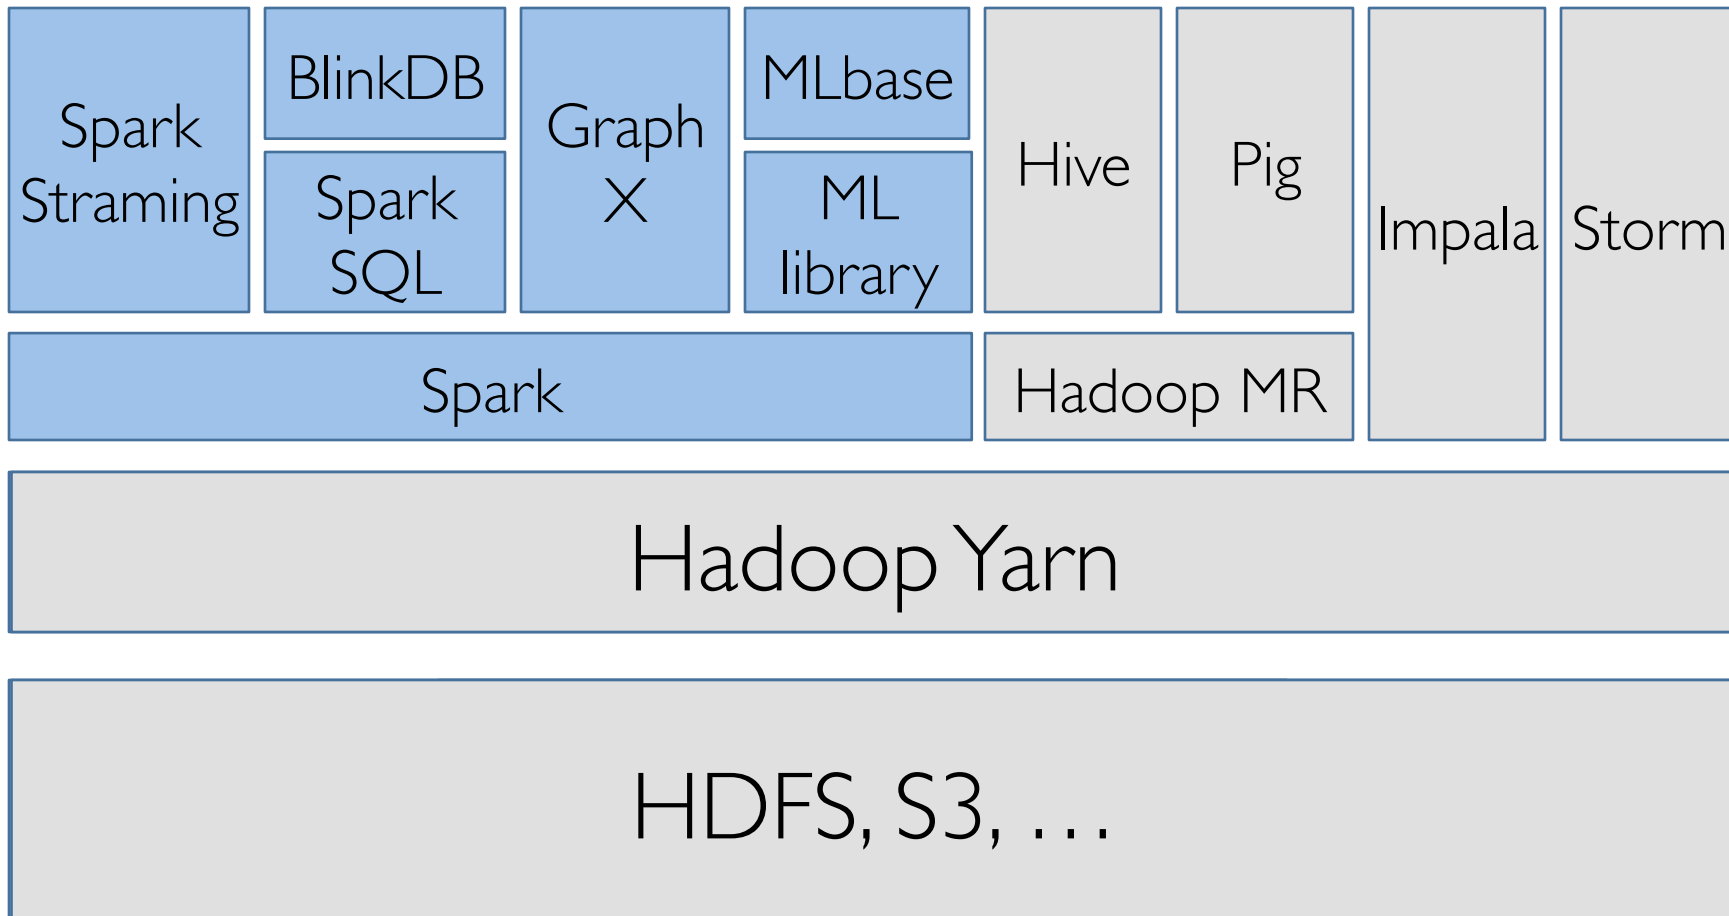 Spark
Straming
BlinkDB
Spark
SQL
Graph
X
MLbase
ML
library
Hive
Pig
Impala
Storm
Spark
Hadoop MR
Hadoop Yarn
HDFS, S3, …